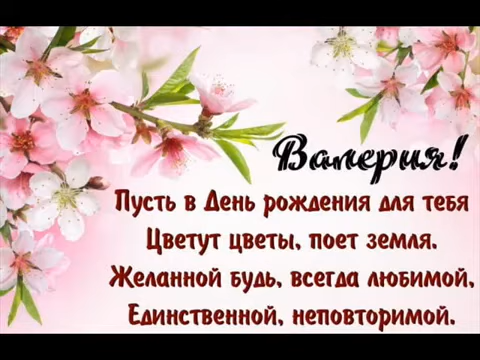 Валерия!
Пусть в День рождения для тебя
Цветут цветы, поет земля.
Желанной будь, всегда любимой,
Единственной, неповторимой.